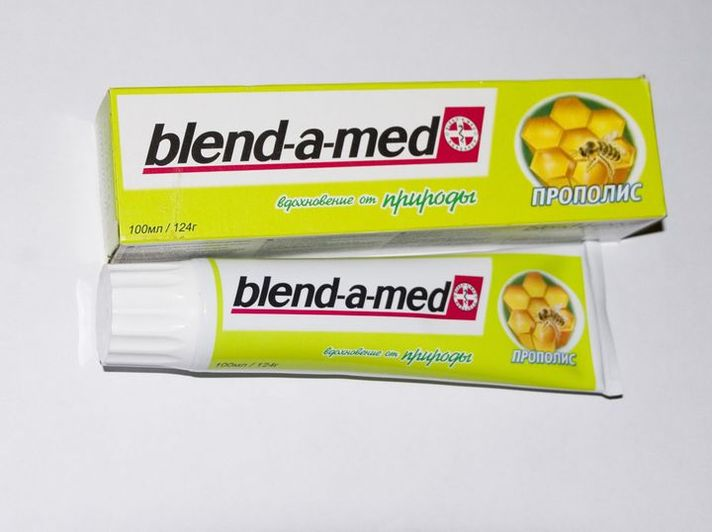 blend-a-med
вдохновение от природы
ПРОПОЛИС
100мл / 124г
blend-a-med
вдохновение от природы
ПРОПОЛИС
100мл / 124г